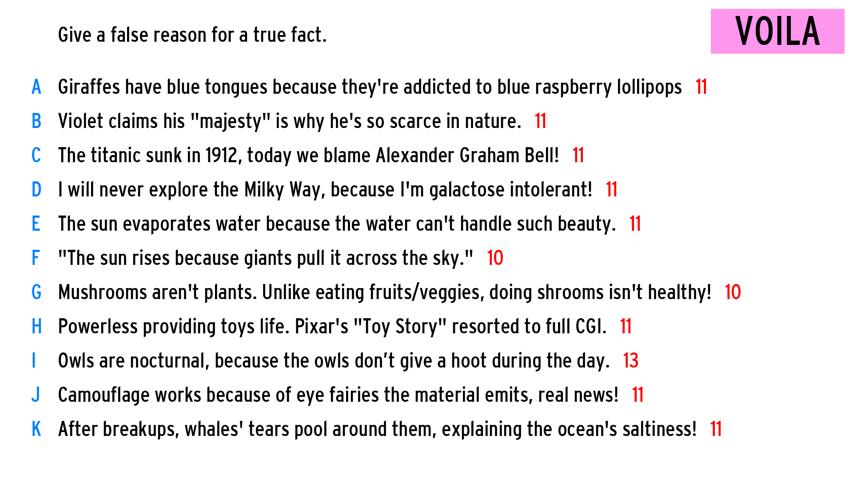 Give a false reason for a true fact.
VOILA
A Giraffes have blue tongues because they're addicted to blue raspberry lollipops 11
B Violet claims his "majesty" is why he's so scarce in nature. 11
C The titanic sunk in 1912, today we blame Alexander Graham Bell! 11
D I will never explore the Milky Way, because I'm galactose intolerant! 11
E The sun evaporates water because the water can't handle such beauty. 11
F "The sun rises because giants pull it across the sky." 10
G Mushrooms aren't plants. Unlike eating fruits/veggies, doing shrooms isn't healthy! 10
H Powerless providing toys life. Pixar's "Toy Story" resorted to full CGI. 11
I Owls are nocturnal, because the owls don’t give a hoot during the day. 13
J Camouflage works because of eye fairies the material emits, real news! 11
K After breakups, whales' tears pool around them, explaining the ocean's saltiness! 11